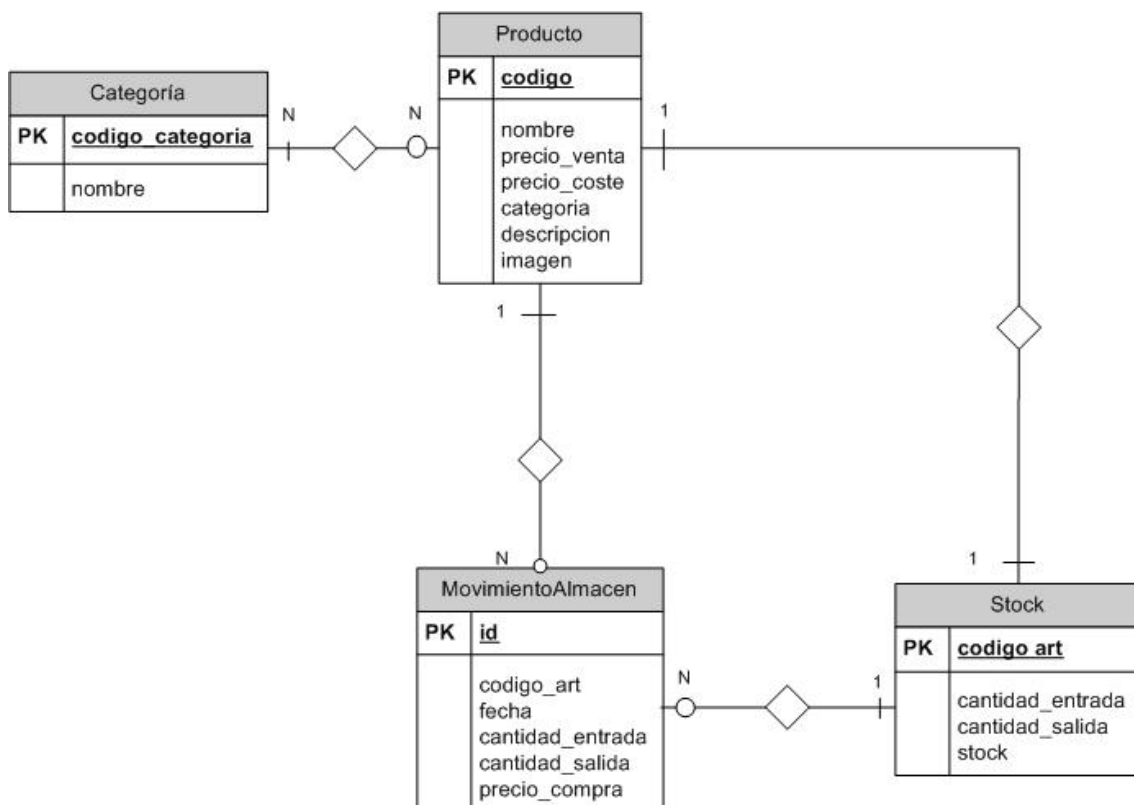 Producto
PK codigo
nombre
precio_venta
precio_coste
categoria
descripcion
imagen
Categoría
PK codigo_categoria
nombre
N
N
1
1
N
1
MovimientoAlmacen
PK id
codigo_art
fecha
cantidad_entrada
cantidad_salida
precio_compra
N
1
Stock
PK codigo art
cantidad_entrada
cantidad_salida
stock